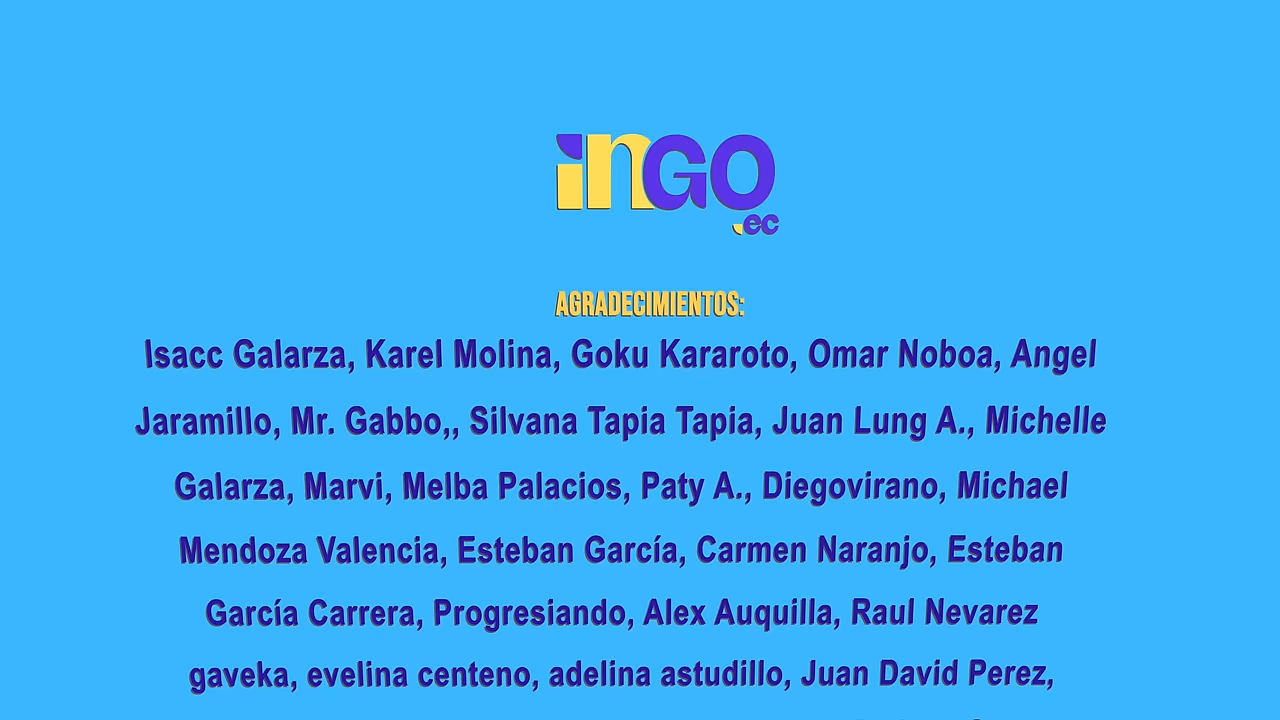 inGO
.ec
AGRADECIMIENTOS:
Isacc Galarza, Karel Molina, Goku Kararoto, Omar Noboa, Angel
Jaramillo, Mr. Gabbo,, Silvana Tapia Tapia, Juan Lung A., Michelle
Galarza, Marvi, Melba Palacios, Paty A., Diegovirano, Michael
Mendoza Valencia, Esteban García, Carmen Naranjo, Esteban
García Carrera, Progresiando, Alex Auquilla, Raul Nevarez
gaveka, evelina centeno, adelina astudillo, Juan David Perez,